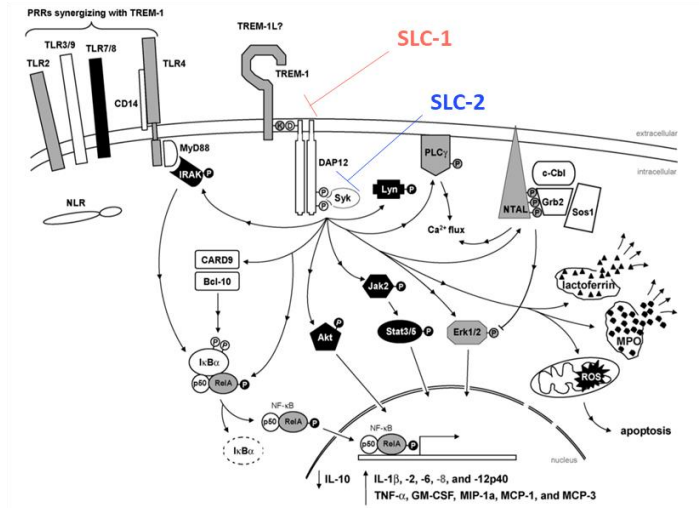 PRRs synergizing with TREM-1
TREM-1L?
SLC-1
TLR3/9
TLR7/8
TLR2
TLR4
TREM-1
SLC-2
CD14
K D
extracellular
MyD88
DAP12
PLCγ
P
intracellular
IRAK P
c-Cbl
P
P
Syk
Lyn P
NTAL
P
P
P
Grb2
Sos1
NLR
Ca2+ flux
CARD9
lactoferrin
Bcl-10
Jak2 P
P
Akt
Stat3/5 P
Erk1/2 P
MPO
P P
IκBα
p50 RelA P
ROS
NF-κB
p50 RelA P
NF-κB
p50 RelA P
apoptosis
IκBα
nucleus
IL-10
IL-1β, -2, -6, -8, and -12p40
TNF-α, GM-CSF, MIP-1a, MCP-1, and MCP-3